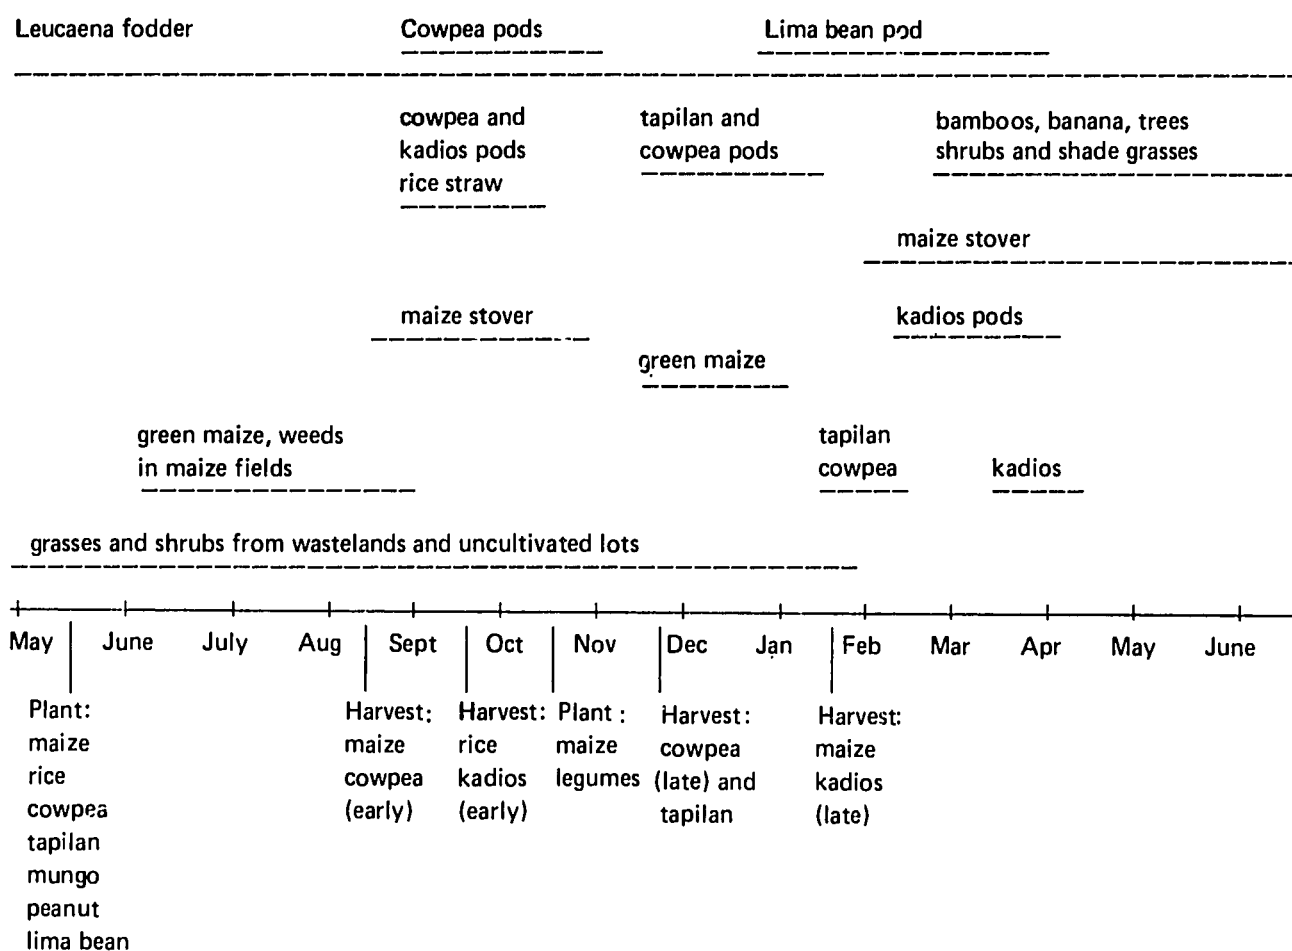 Leucaena fodder
Cowpea pods
Lima bean pod
cowpea and
kadios pods
rice straw
tapilan and
cowpea pods
bamboos, banana, trees
shrubs and shade grasses
maize stover
maize stover
kadios pods
green maize
green maize, weeds
in maize fields
tapilan
cowpea
kadios
grasses and shrubs from wastelands and uncultivated lots
May June July Aug Sept Oct Nov Dec Jan Feb Mar Apr May June
Plant:
maize
rice
cowpea
tapilan
mungo
peanut
lima bean
Harvest:
maize
cowpea
(early)
Harvest:
rice
kadios
(early)
Plant :
maize
legumes
Harvest:
cowpea
(late) and
tapilan
Harvest:
maize
kadios
(late)